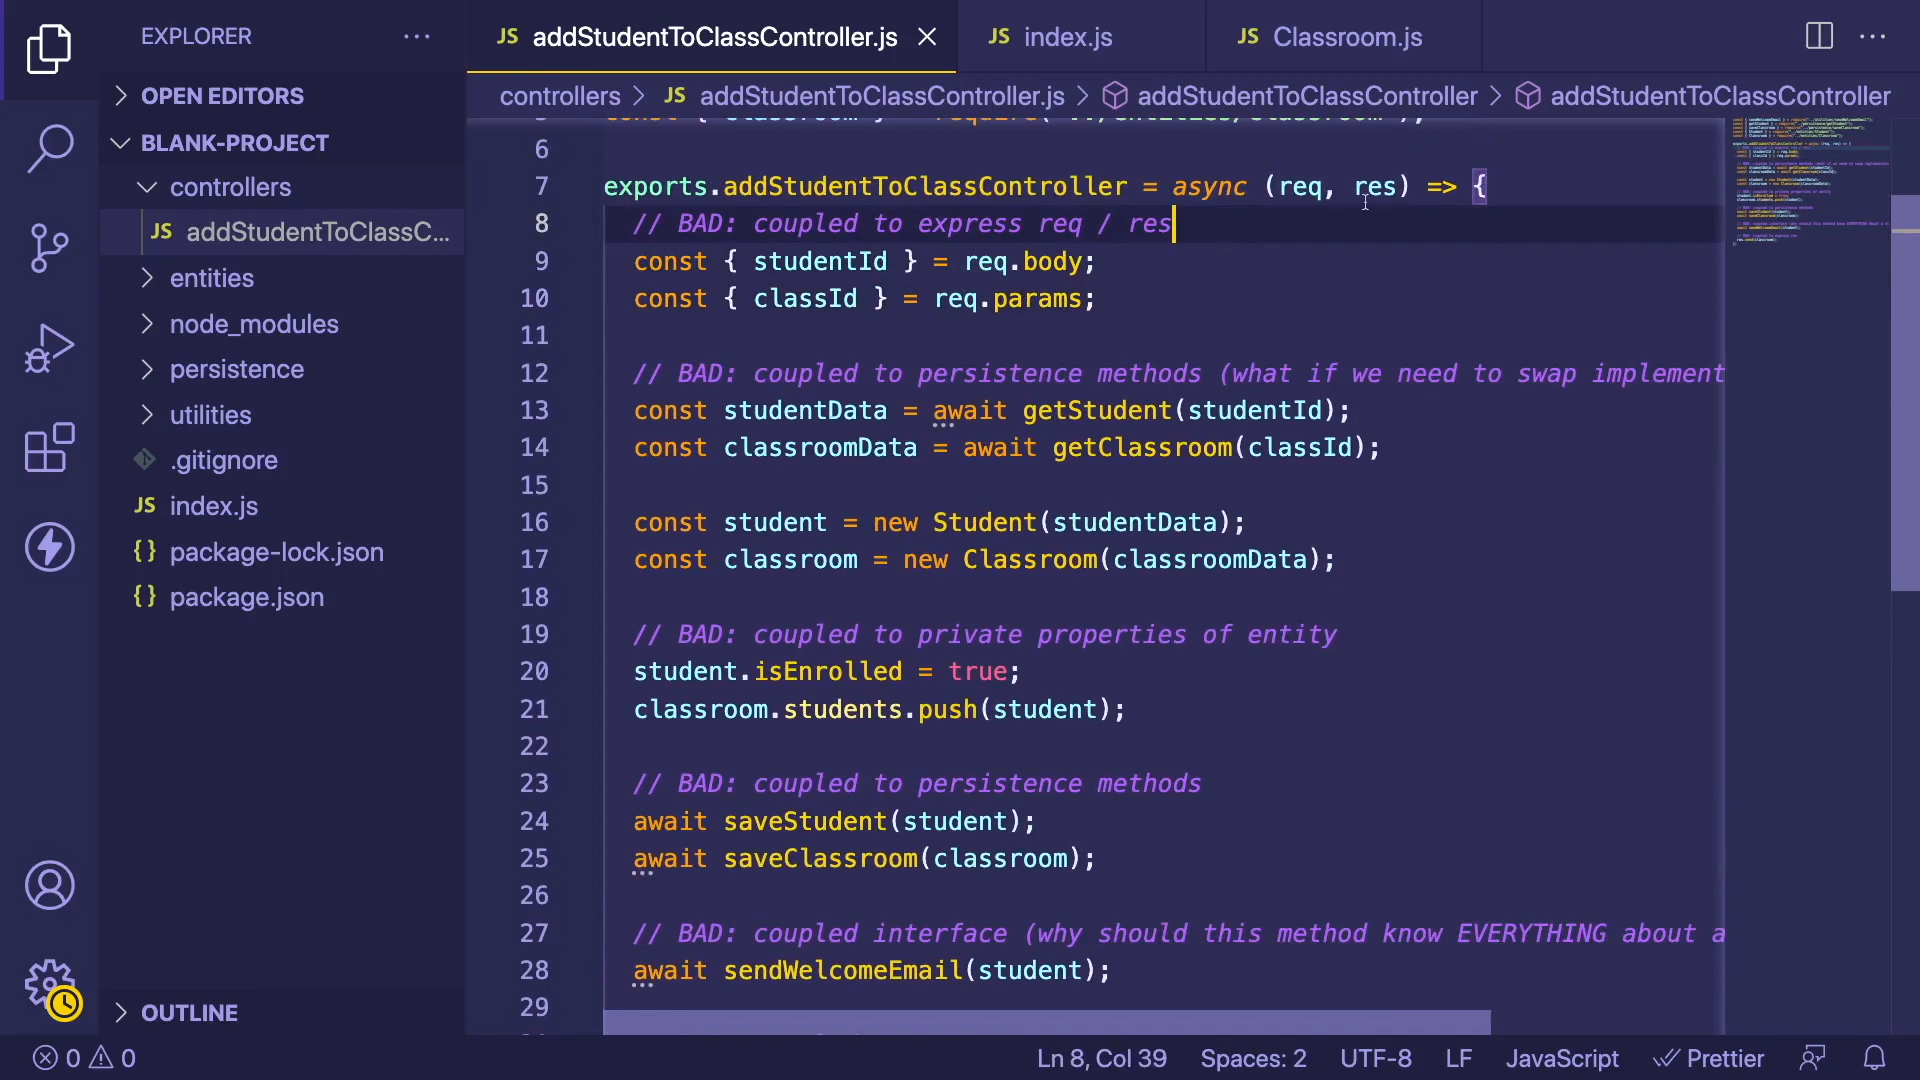 EXPLORER
OPEN EDITORS
BLANK-PROJECT
controllers
JS addStudentToClassC...
entities
node_modules
persistence
utilities
.gitignore
JS index.js
{} package-lock.json
{} package.json
OUTLINE
JS addStudentToClassController.js
JS index.js
JS Classroom.js
controllers > JS addStudentToClassController.js > addStudentToClassController > addStudentToClassController
6
7 exports.addStudentToClassController = async (req, res) => {
8 // BAD: coupled to express req / res
9 const { studentId } = req.body;
10 const { classId } = req.params;
11
12 // BAD: coupled to persistence methods (what if we need to swap implement
13 const studentData = await getStudent(studentId);
14 const classroomData = await getClassroom(classId);
15
16 const student = new Student(studentData);
17 const classroom = new Classroom(classroomData);
18
19 // BAD: coupled to private properties of entity
20 student.isEnrolled = true;
21 classroom.students.push(student);
22
23 // BAD: coupled to persistence methods
24 await saveStudent(student);
25 await saveClassroom(classroom);
26
27 // BAD: coupled interface (why should this method know EVERYTHING about a
28 await sendWelcomeEmail(student);
29
0 0
Ln 8, Col 39
Spaces: 2
UTF-8
LF
JavaScript
Prettier